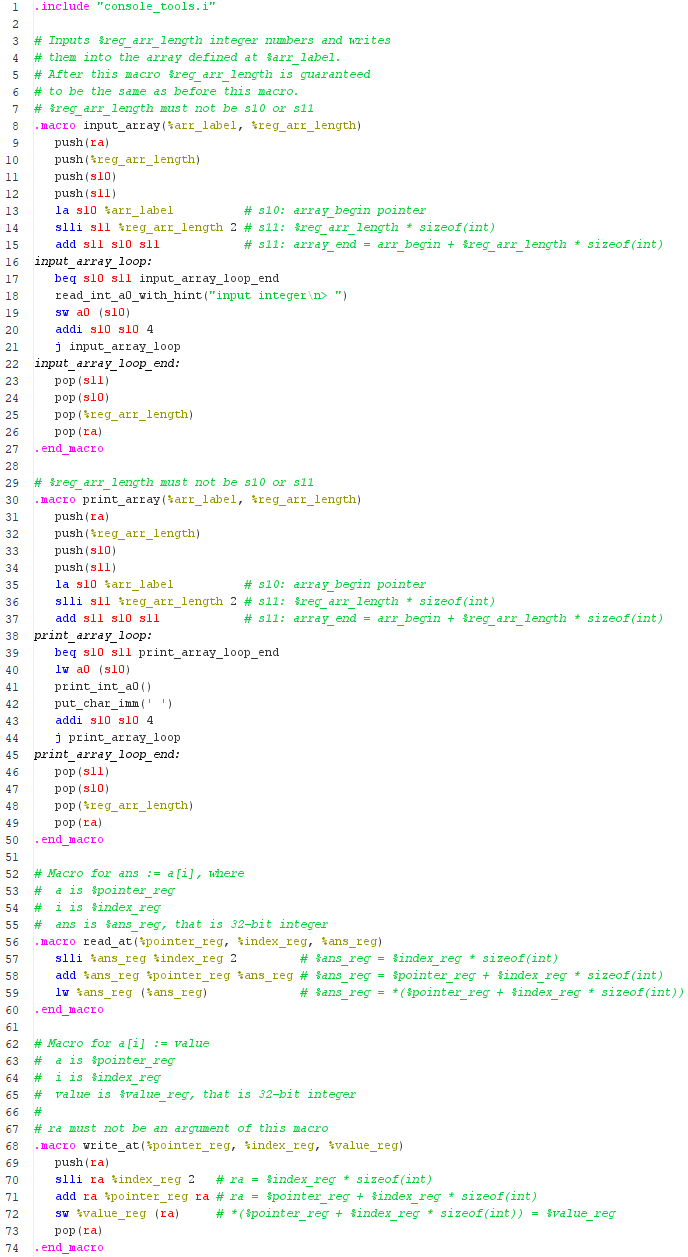 1 .include "console_tools.i"
2
3 # Inputs %reg_arr_length integer numbers and writes
4 # them into the array defined at %arr_label.
5 # After this macro %reg_arr_length is guaranteed
6 # to be the same as before this macro.
7 # %reg_arr_length must not be s10 or s11
8 .macro input_array(%arr_label, %reg_arr_length)
9    push(ra)
10    push(%reg_arr_length)
11    push(s10)
12    push(s11)
13    la s10 %arr_label          # s10: array_begin pointer
14    slli s11 %reg_arr_length 2 # s11: %reg_arr_length * sizeof(int)
15    add s11 s10 s11            # s11: array_end = arr_begin + %reg_arr_length * sizeof(int)
16 input_array_loop:
17    beq s10 s11 input_array_loop_end
18    read_int_a0_with_hint("input integer\n> ")
19    sw a0 (s10)
20    addi s10 s10 4
21    j input_array_loop
22 input_array_loop_end:
23    pop(s11)
24    pop(s10)
25    pop(%reg_arr_length)
26    pop(ra)
27 .end_macro
28
29 # %reg_arr_length must not be s10 or s11
30 .macro print_array(%arr_label, %reg_arr_length)
31    push(ra)
32    push(%reg_arr_length)
33    push(s10)
34    push(s11)
35    la s10 %arr_label          # s10: array_begin pointer
36    slli s11 %reg_arr_length 2 # s11: %reg_arr_length * sizeof(int)
37    add s11 s10 s11            # s11: array_end = arr_begin + %reg_arr_length * sizeof(int)
38 print_array_loop:
39    beq s10 s11 print_array_loop_end
40    lw a0 (s10)
41    print_int_a0()
42    put_char_imm(' ')
43    addi s10 s10 4
44    j print_array_loop
45 print_array_loop_end:
46    pop(s11)
47    pop(s10)
48    pop(%reg_arr_length)
49    pop(ra)
50 .end_macro
51
52 # Macro for ans := a[i], where
53 #  a is %pointer_reg
54 #  i is %index_reg
55 #  ans is %ans_reg, that is 32-bit integer
56 .macro read_at(%pointer_reg, %index_reg, %ans_reg)
57    slli %ans_reg %index_reg 2         # %ans_reg = %index_reg * sizeof(int)
58    add %ans_reg %pointer_reg %ans_reg # %ans_reg = %pointer_reg + %index_reg * sizeof(int)
59    lw %ans_reg (%ans_reg)             # %ans_reg = *(%pointer_reg + %index_reg * sizeof(int))
60 .end_macro
61
62 # Macro for a[i] := value
63 #  a is %pointer_reg
64 #  i is %index_reg
65 #  value is %value_reg, that is 32-bit integer
66 #
67 # ra must not be an argument of this macro
68 .macro write_at(%pointer_reg, %index_reg, %value_reg)
69    push(ra)
70    slli ra %index_reg 2   # ra = %index_reg * sizeof(int)
71    add ra %pointer_reg ra # ra = %pointer_reg + %index_reg * sizeof(int)
72    sw %value_reg (ra)     # *(%pointer_reg + %index_reg * sizeof(int)) = %value_reg
73    pop(ra)
74 .end_macro